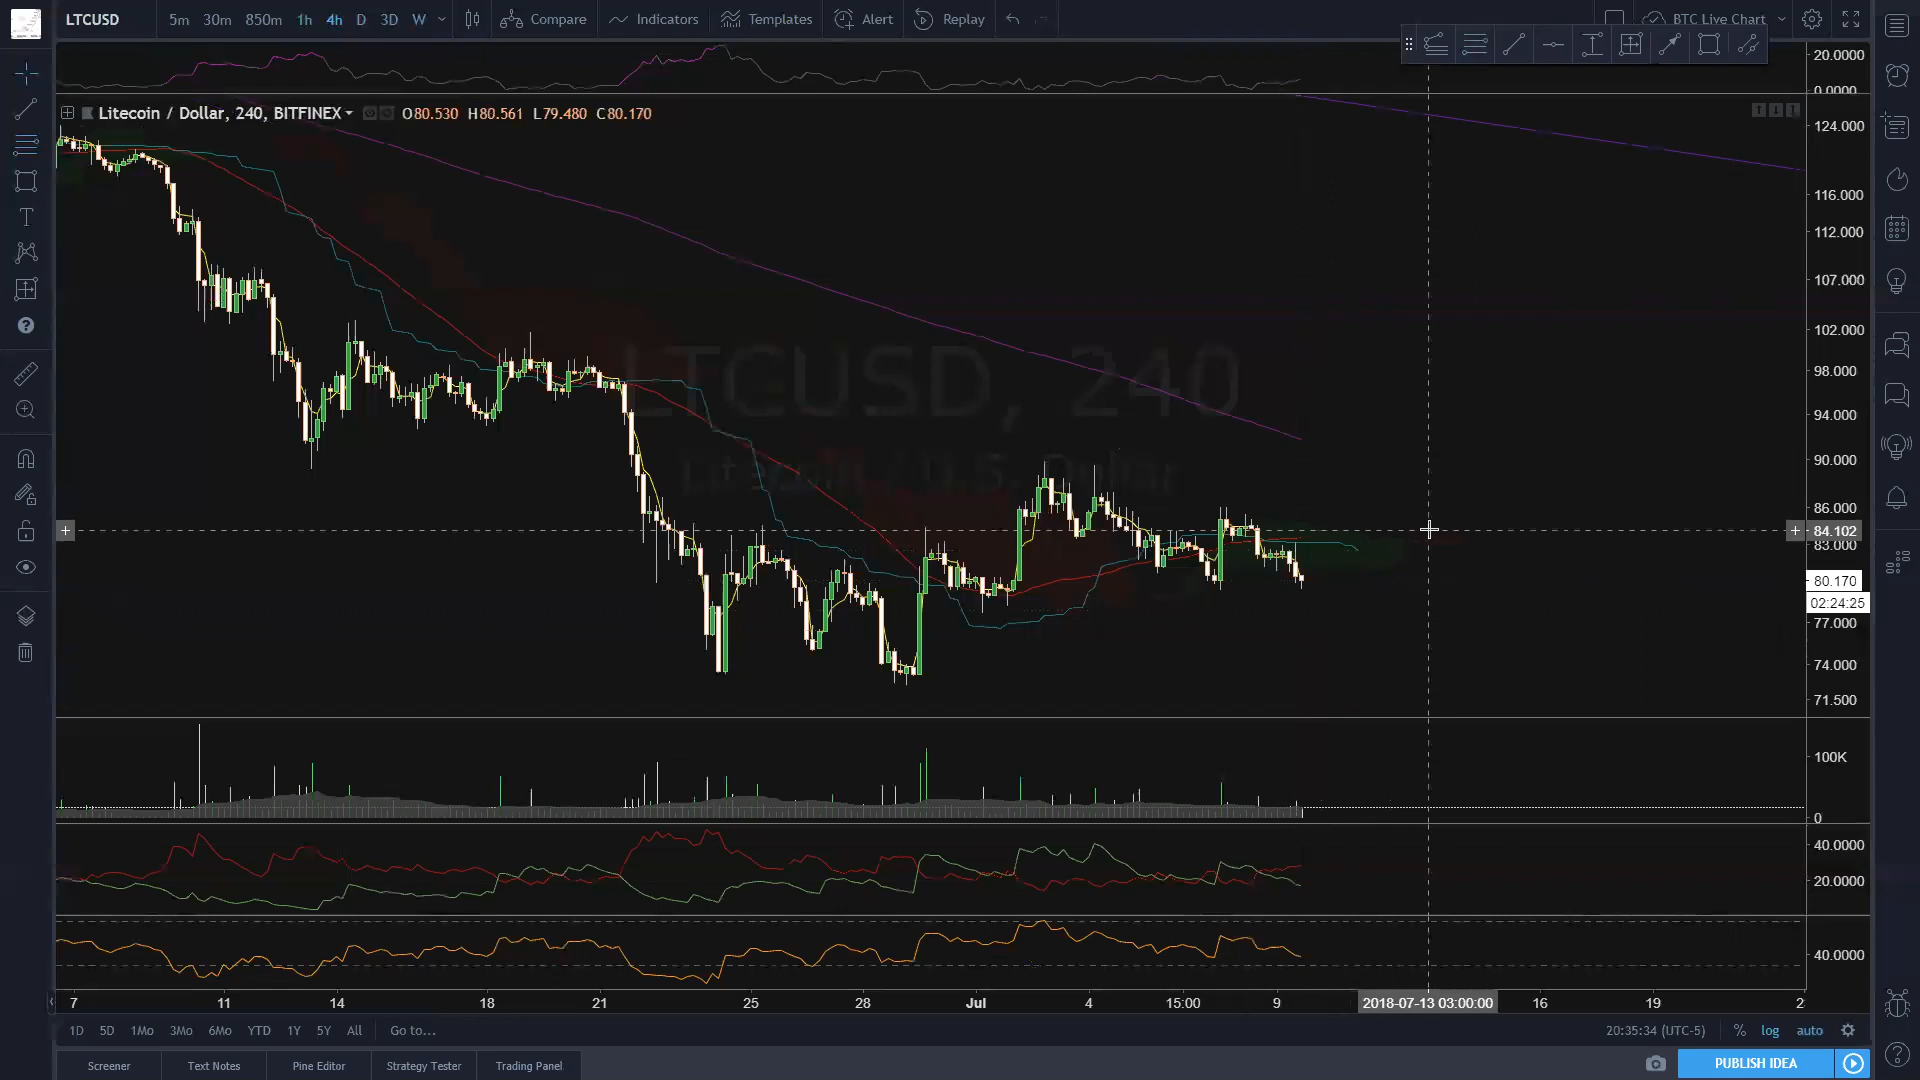 LTCUSD 5m 30m 850m 1h 4h D 3D W Compare Indicators Templates Alert Replay BTC Live Chart
20.0000
0.0000
Litecoin / Dollar, 240, BITFINEX O80.530 H80.561 L79.480 C80.170
124.000
116.000
112.000
107.000
102.000
LTCUSD, 240
98.000
94.000
90.000
Litecoin / U.S. Dollar
86.000
84.102
83.000
80.170
02:24:25
77.000
74.000
71.500
100K
0
40.0000
20.0000
40.0000
7 11 14 18 21 25 28 Jul 4 15:00 9 2018-07-13 03:00:00 16 19 2
1D 5D 1Mo 3Mo 6Mo YTD 1Y 5Y All Go to... 20:35:34 (UTC-5) % log auto
Screener Text Notes Pine Editor Strategy Tester Trading Panel PUBLISH IDEA